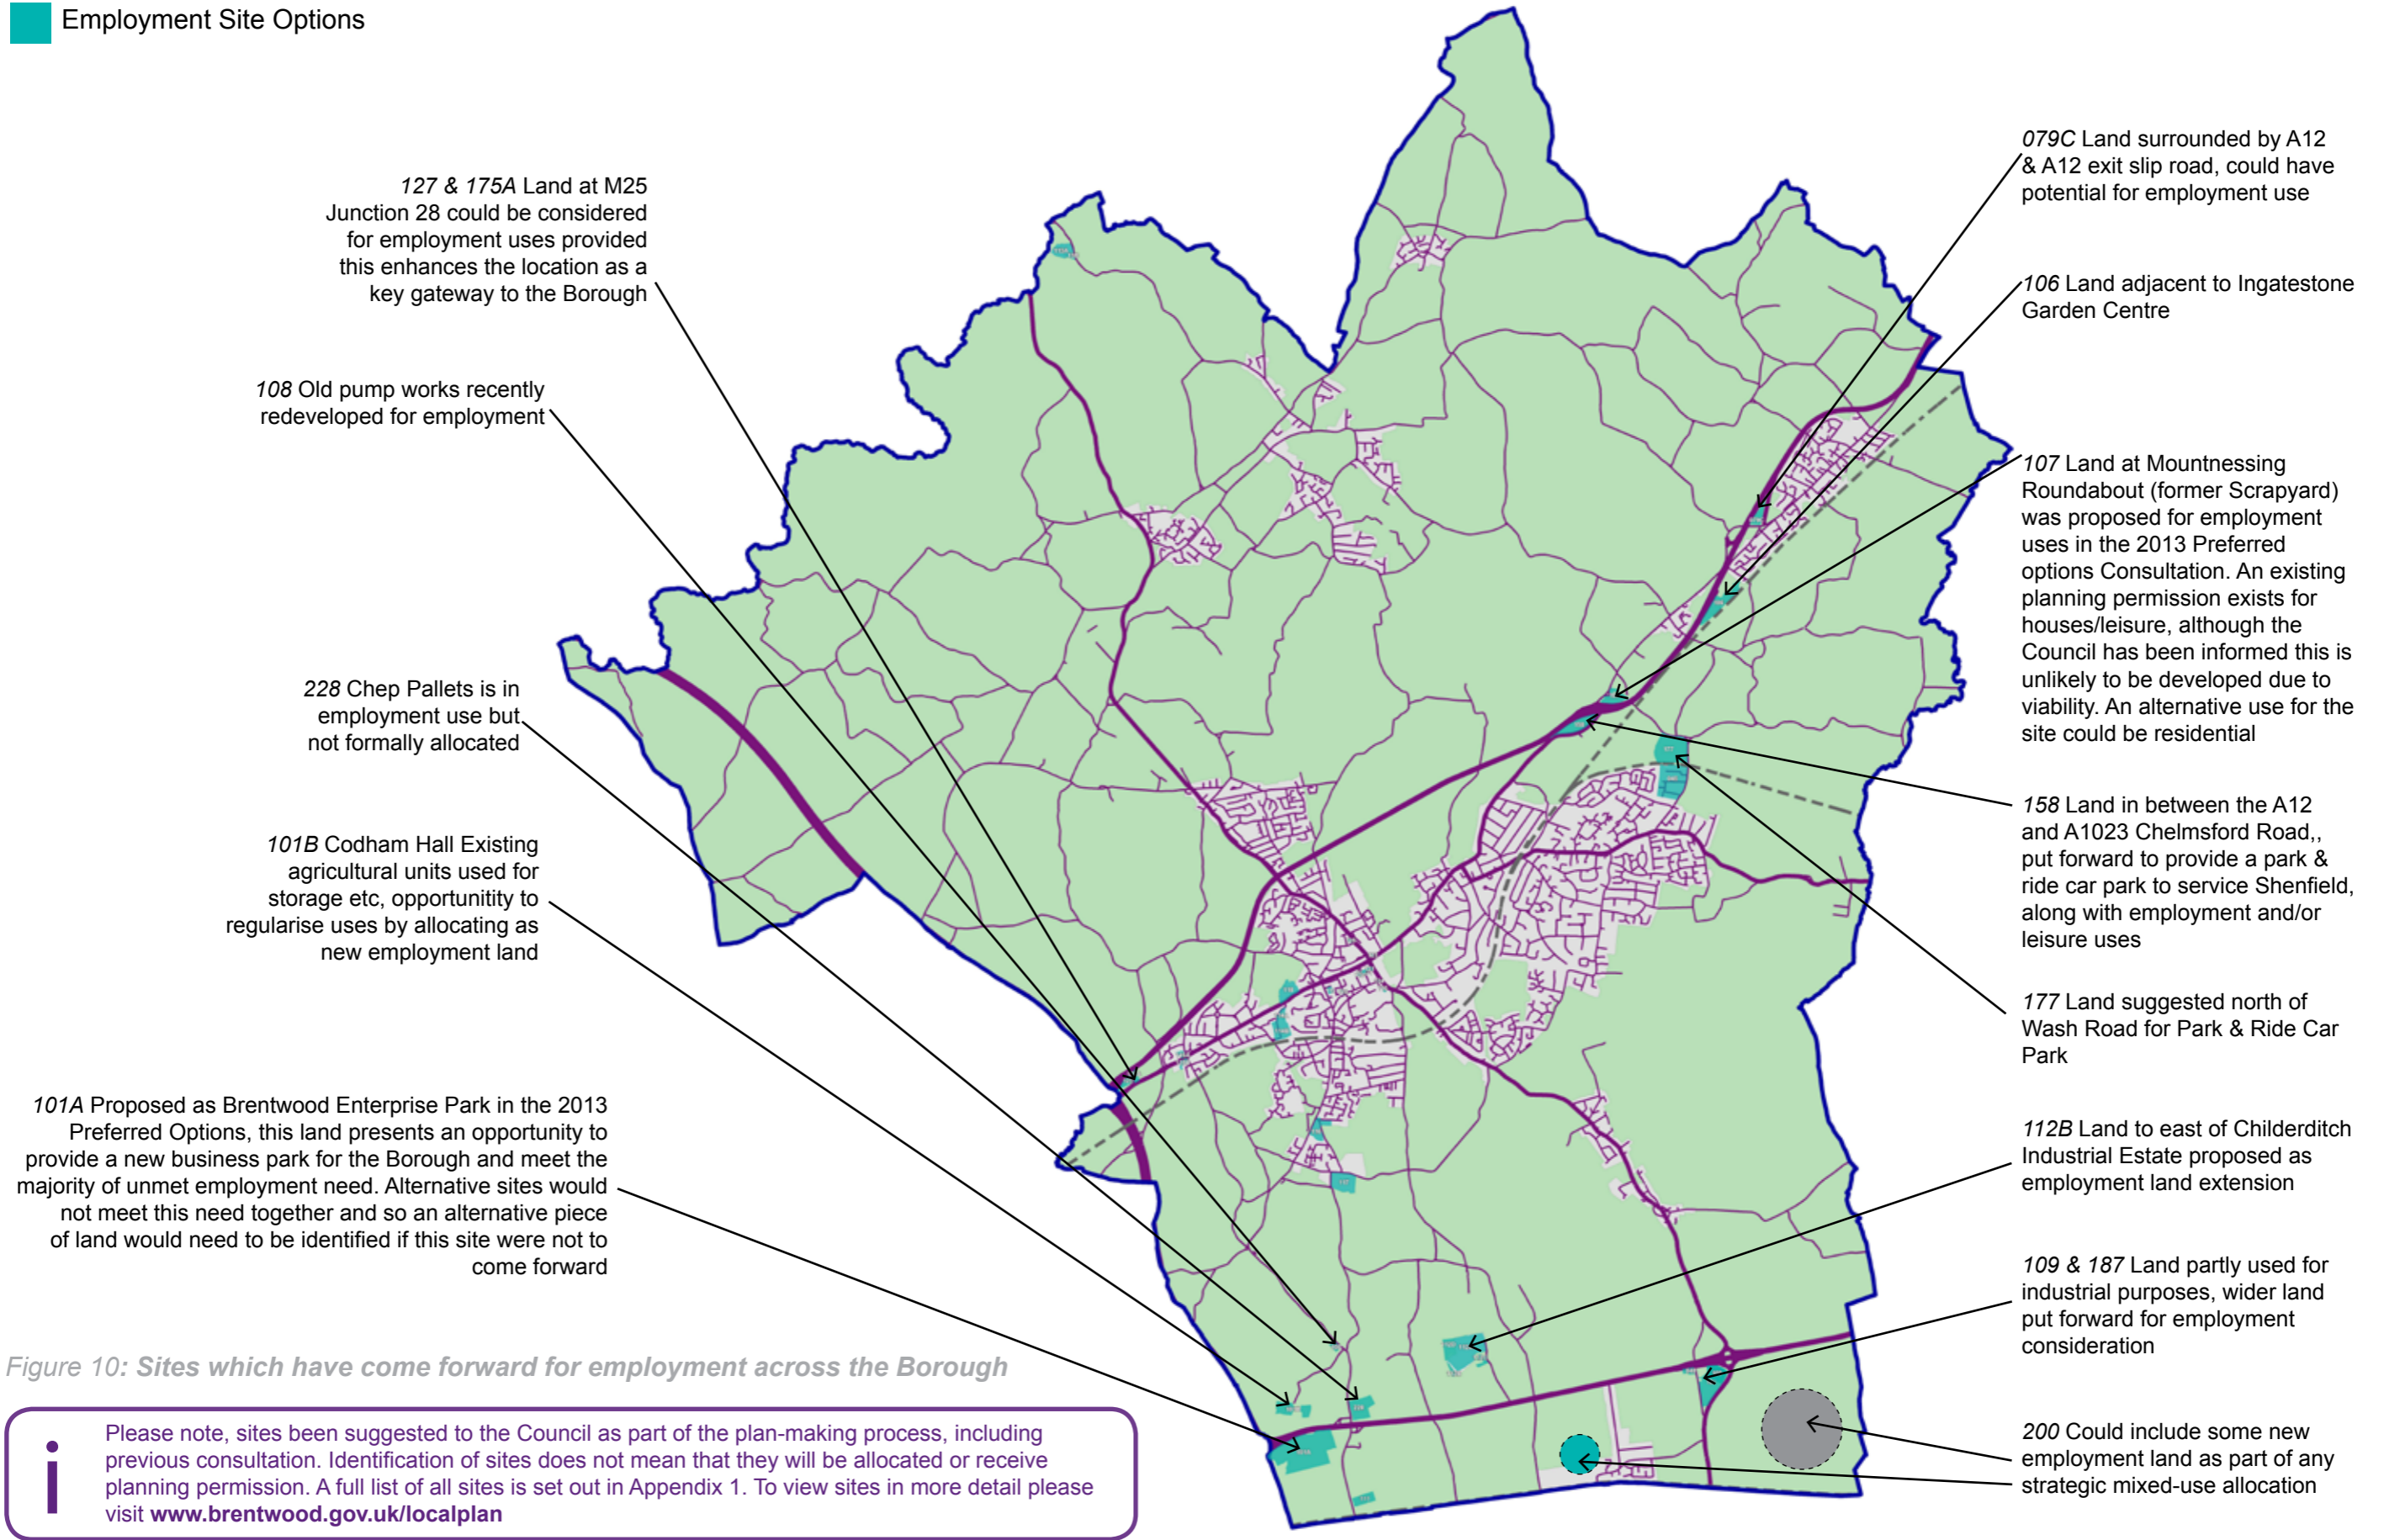 Employment Site Options
127 & 175A Land at M25
Junction 28 could be considered
for employment uses provided
this enhances the location as a
key gateway to the Borough
108 Old pump works recently
redeveloped for employment
228 Chep Pallets is in
employment use but
not formally allocated
101B Codham Hall Existing
agricultural units used for
storage etc, opportunitity to
regularise uses by allocating as
new employment land
101A Proposed as Brentwood Enterprise Park in the 2013
Preferred Options, this land presents an opportunity to
provide a new business park for the Borough and meet the
majority of unmet employment need. Alternative sites would
not meet this need together and so an alternative piece
of land would need to be identified if this site were not to
come forward
079C Land surrounded by A12
& A12 exit slip road, could have
potential for employment use
106 Land adjacent to Ingatestone
Garden Centre
107 Land at Mountnessing
Roundabout (former Scrapyard)
was proposed for employment
uses in the 2013 Preferred
options Consultation. An existing
planning permission exists for
houses/leisure, although the
Council has been informed this is
unlikely to be developed due to
viability. An alternative use for the
site could be residential
158 Land in between the A12
and A1023 Chelmsford Road,,
put forward to provide a park &
ride car park to service Shenfield,
along with employment and/or
leisure uses
177 Land suggested north of
Wash Road for Park & Ride Car
Park
112B Land to east of Childerditch
Industrial Estate proposed as
employment land extension
109 & 187 Land partly used for
industrial purposes, wider land
put forward for employment
consideration
200 Could include some new
employment land as part of any
strategic mixed-use allocation
Figure 10: Sites which have come forward for employment across the Borough
i
Please note, sites been suggested to the Council as part of the plan-making process, including
previous consultation. Identification of sites does not mean that they will be allocated or receive
planning permission. A full list of all sites is set out in Appendix 1. To view sites in more detail please
visit www.brentwood.gov.uk/localplan